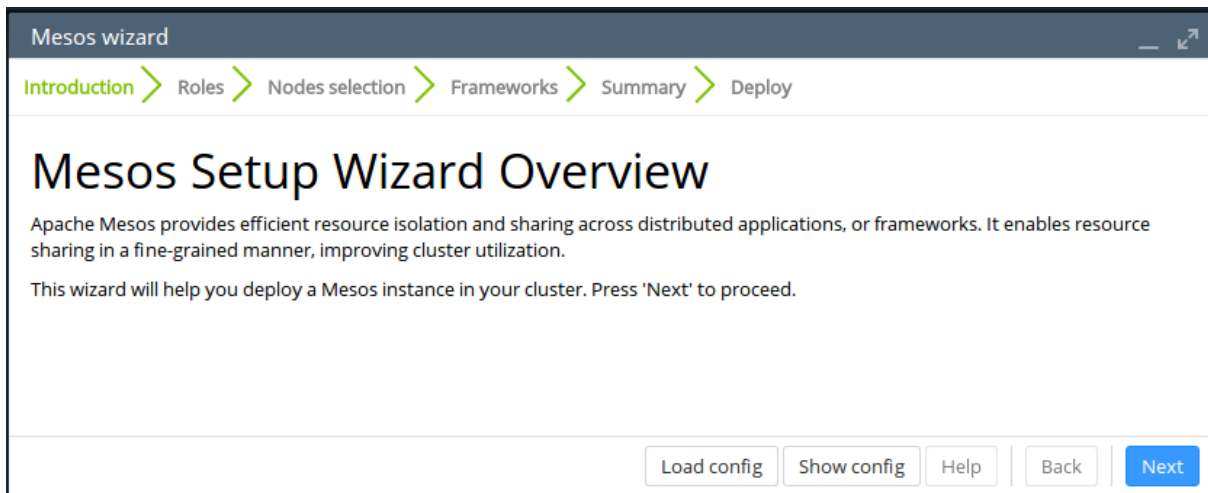 Mesos wizard
Introduction Roles Nodes selection Frameworks Summary Deploy
Mesos Setup Wizard Overview
Apache Mesos provides efficient resource isolation and sharing across distributed applications, or frameworks. It enables resource
sharing in a fine-grained manner, improving cluster utilization.
This wizard will help you deploy a Mesos instance in your cluster. Press 'Next' to proceed.
Load config Show config Help Back Next